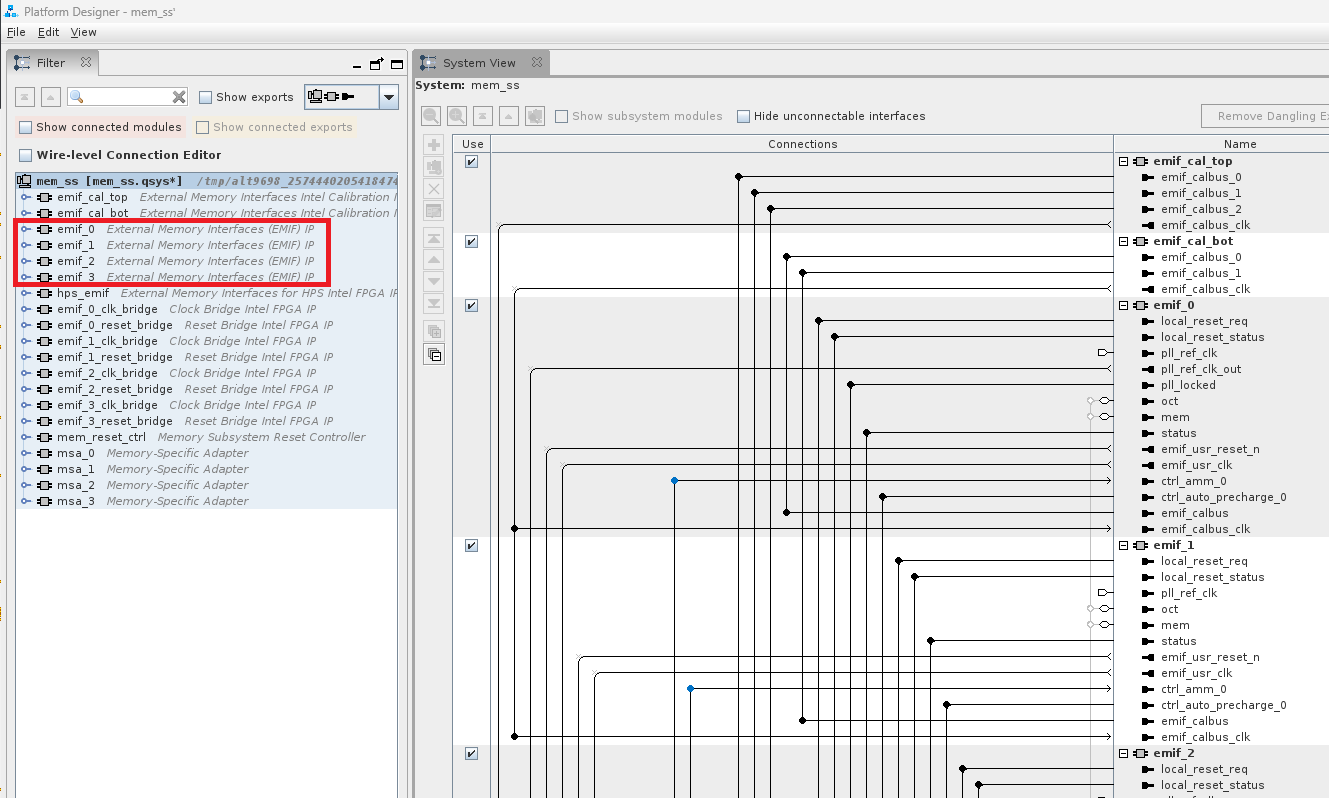 Platform Designer - mem_ss'
File Edit View
Filter
Show exports
Show connected modules Show connected exports
Wire-level Connection Editor
mem_ss [mem_ss.qsys*] /tmp/alt9698_2574440205418474
emif_cal_top External Memory Interfaces Intel Calibration I
emif_cal_bot External Memory Interfaces Intel Calibration I
emif_0 External Memory Interfaces (EMIF) IP
emif_1 External Memory Interfaces (EMIF) IP
emif_2 External Memory Interfaces (EMIF) IP
emif_3 External Memory Interfaces (EMIF) IP
hps_emif External Memory Interfaces for HPS Intel FPGA IP
emif_0_clk_bridge Clock Bridge Intel FPGA IP
emif_0_reset_bridge Reset Bridge Intel FPGA IP
emif_1_clk_bridge Clock Bridge Intel FPGA IP
emif_1_reset_bridge Reset Bridge Intel FPGA IP
emif_2_clk_bridge Clock Bridge Intel FPGA IP
emif_2_reset_bridge Reset Bridge Intel FPGA IP
emif_3_clk_bridge Clock Bridge Intel FPGA IP
emif_3_reset_bridge Reset Bridge Intel FPGA IP
mem_reset_ctrl Memory Subsystem Reset Controller
msa_0 Memory-Specific Adapter
msa_1 Memory-Specific Adapter
msa_2 Memory-Specific Adapter
msa_3 Memory-Specific Adapter
System View
System: mem_ss
Show subsystem modules Hide unconnectable interfaces Remove Dangling Ex
Use Connections Name
emif_cal_top
emif_calbus_0
emif_calbus_1
emif_calbus_2
emif_calbus_clk
emif_cal_bot
emif_calbus_0
emif_calbus_1
emif_calbus_clk
emif_0
local_reset_req
local_reset_status
pll_ref_clk
pll_ref_clk_out
pll_locked
oct
mem
status
emif_usr_reset_n
emif_usr_clk
ctrl_amm_0
ctrl_auto_precharge_0
emif_calbus
emif_calbus_clk
emif_1
local_reset_req
local_reset_status
pll_ref_clk
oct
mem
status
emif_usr_reset_n
emif_usr_clk
ctrl_amm_0
ctrl_auto_precharge_0
emif_calbus
emif_calbus_clk
emif_2
local_reset_req
local_reset_status